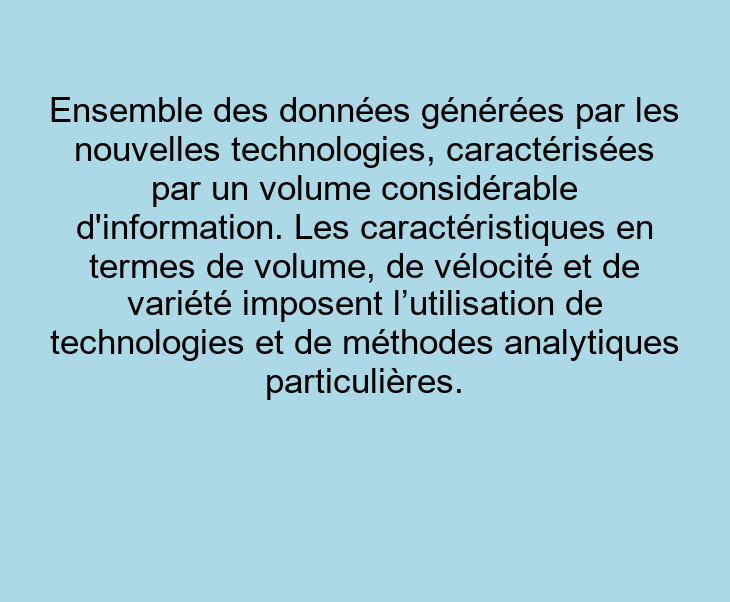 Ensemble des données générées par les
nouvelles technologies, caractérisées
par un volume considérable
d'information. Les caractéristiques en
termes de volume, de vélocité et de
variété imposent l’utilisation de
technologies et de méthodes analytiques
particulières.